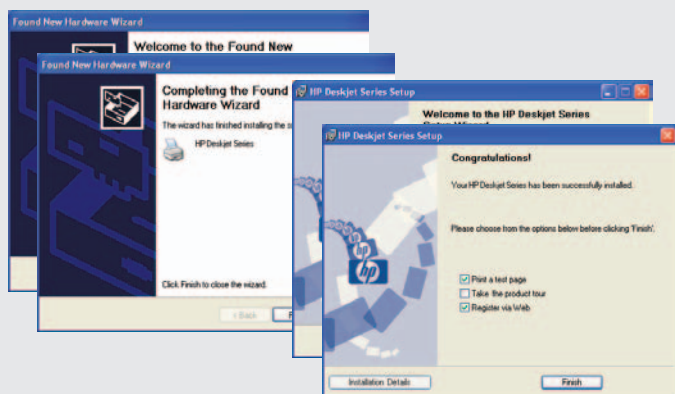 Found New Hardware Wizard
Welcome to the Found New
Found New Hardware Wizard
Completing the Found
Hardware Wizard
The wizard has finished installing the s
HP Deskjet Series
Click Finish to close the wizard.
< Back
F
HP Deskjet Series Setup
Welcome to the HP Deskjet Series
HP Deskjet Series Setup
Congratulations!
Your HP Deskjet Series has been successfully installed.
Please choose from the options below before clicking 'Finish'.
hp
Print a test page
Take the product tour
Register via Web
Installation Details
Finish